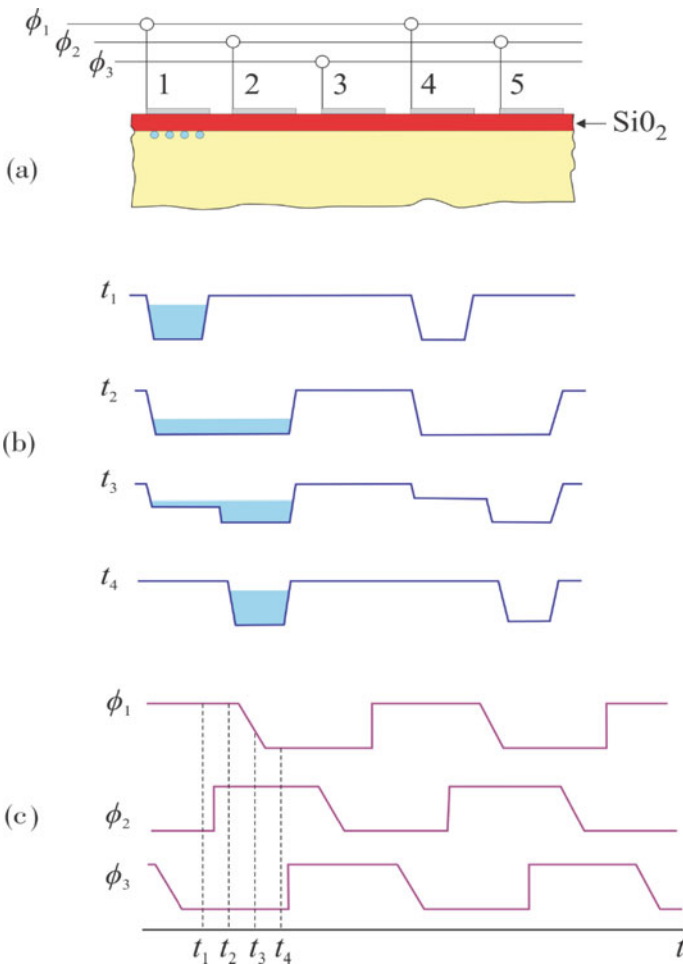 ϕ₁
ϕ₂
ϕ₃
1 2 3 4 5
SiO₂
(a)
t₁
t₂
(b)
t₃
t₄
ϕ₁
(c)
ϕ₂
ϕ₃
t₁ t₂ t₃ t₄ t